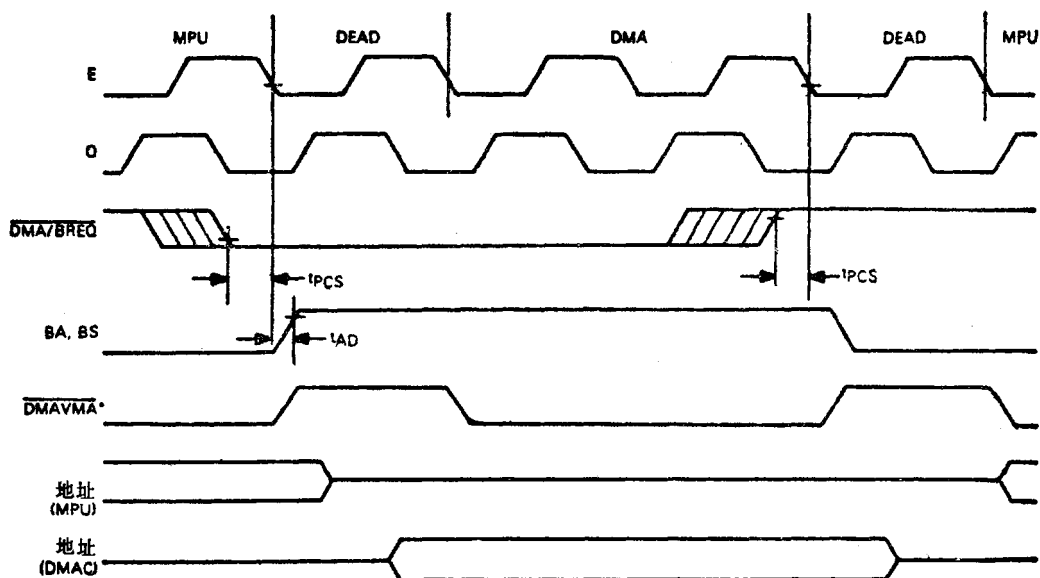 MPU DEAD DMA DEAD MPU
E
Q
DMA/BREQ
tPCS tPCS
BA, BS
tAD
DMAVMA*
地址
(MPU)
地址
(DMAC)